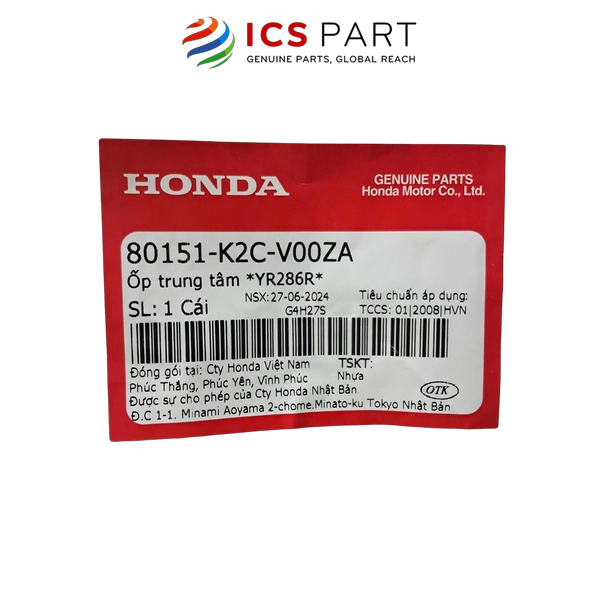 ICS PART
GENUINE PARTS, GLOBAL REACH
HONDA
GENUINE PARTS
Honda Motor Co., Ltd.
80151-K2C-V00ZA
Ốp trung tâm *YR286R*
SL: 1 Cái
NSX:27-06-2024
G4H27S
Tiêu chuẩn áp dụng:
TCCS: 01|2008|HVN
Đóng gói tại: Cty Honda Việt Nam
Phúc Thắng, Phúc Yên, Vĩnh Phúc
TSKT:
Nhựa
Được sự cho phép của Cty Honda Nhật Bản
Đ.C 1-1. Minami Aoyama 2-chome.Minato-ku Tokyo Nhật Bản
OTK